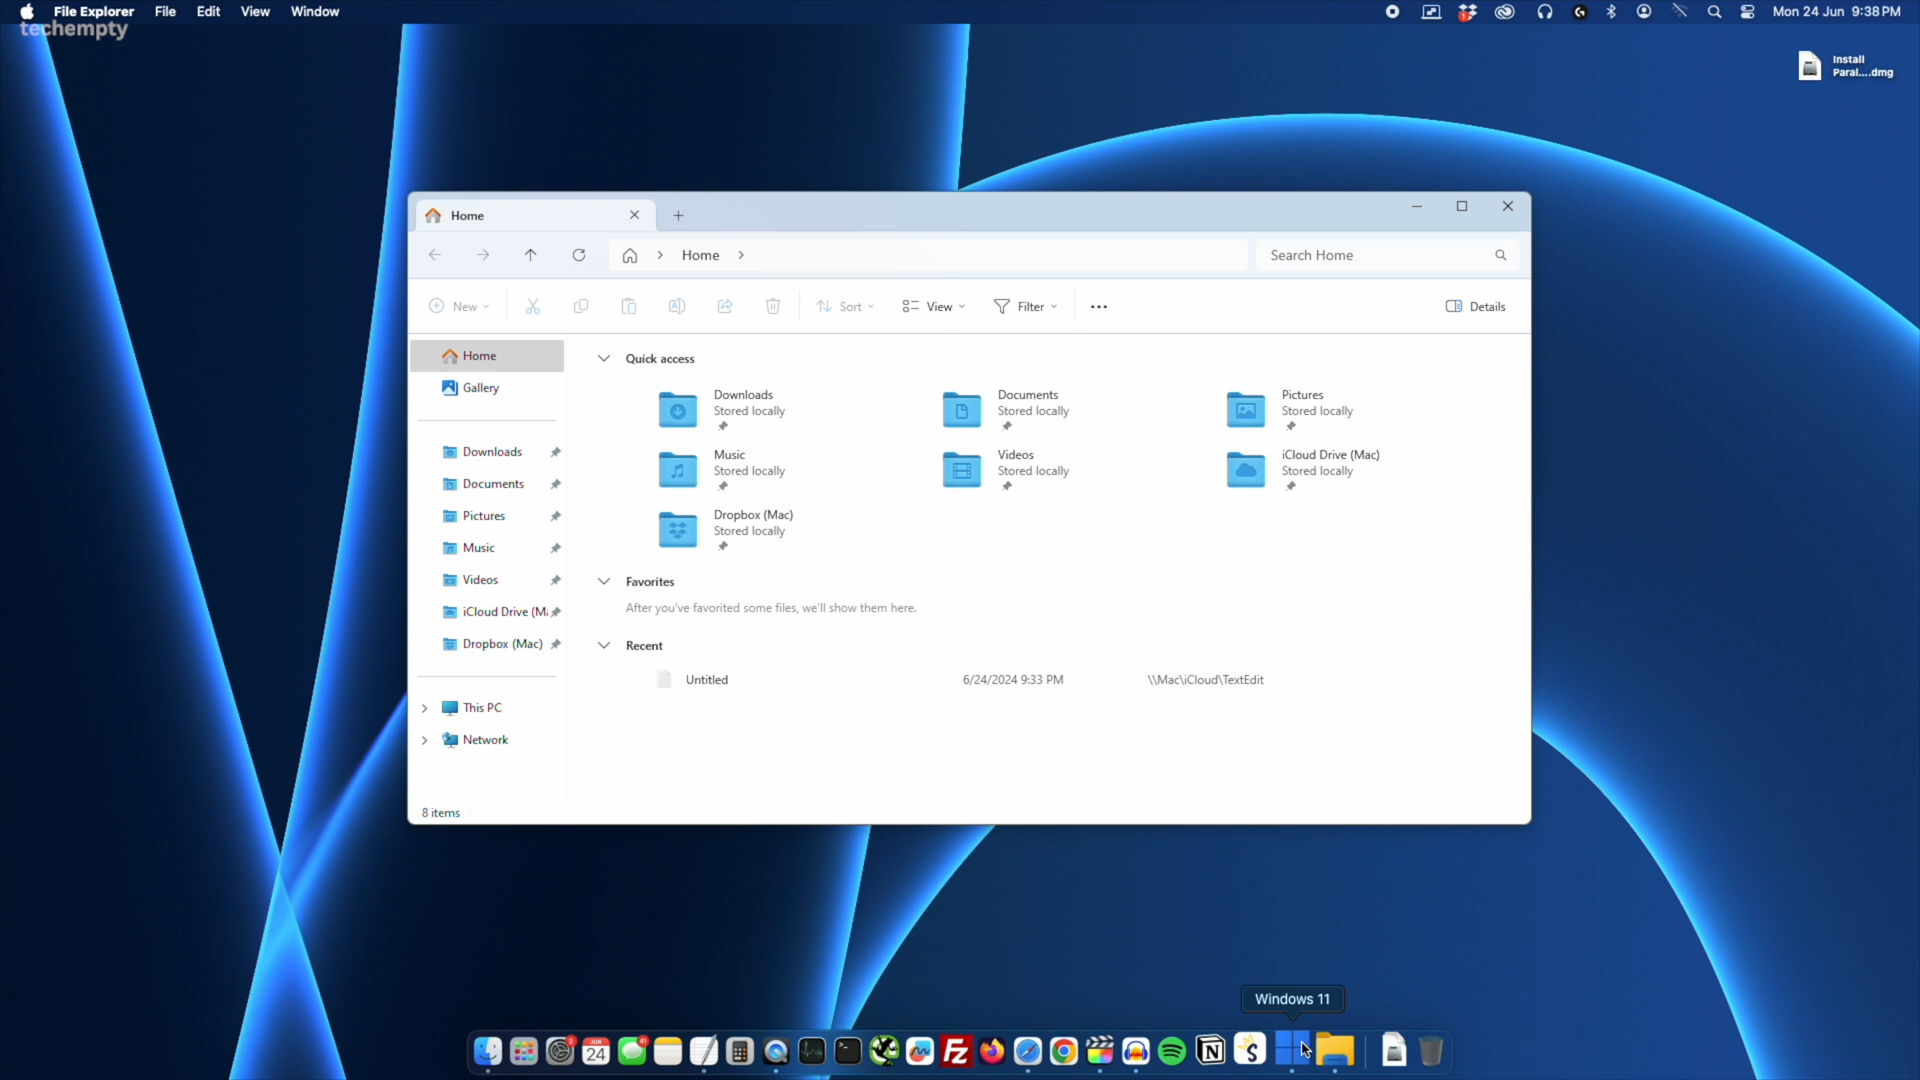 File Explorer File Edit View Window
Mon 24 Jun 9:38 PM
techempty
Install
Paral....dmg
Home
Home
Search Home
New
Sort
View
Filter
Details
Home
Gallery
Downloads
Documents
Pictures
Music
Videos
iCloud Drive (Ma
Dropbox (Mac)
This PC
Network
Quick access
Downloads
Stored locally
Documents
Stored locally
Pictures
Stored locally
Music
Stored locally
Videos
Stored locally
iCloud Drive (Mac)
Stored locally
Dropbox (Mac)
Stored locally
Favorites
After you've favorited some files, we'll show them here.
Recent
Untitled 6/24/2024 9:33 PM \\Mac\iCloud\TextEdit
8 items
Windows 11
JUN
24